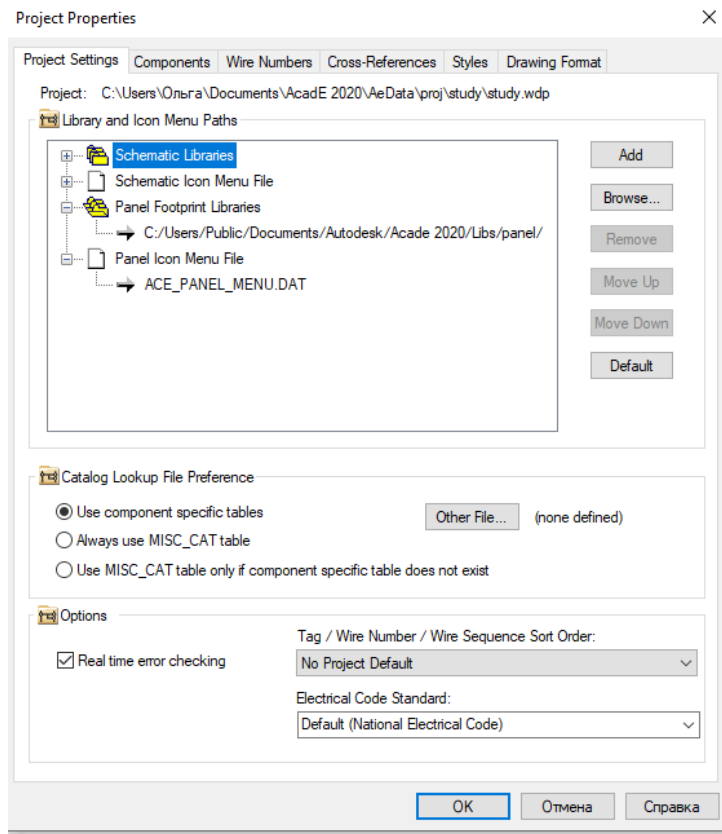 Project Properties
Project Settings Components Wire Numbers Cross-References Styles Drawing Format
Project: C:\Users\Ольга\Documents\AcadE 2020\AeData\proj\study\study.wdp
Library and Icon Menu Paths
Schematic Libraries
Schematic Icon Menu File
Panel Footprint Libraries
C:/Users/Public/Documents/Autodesk/Acade 2020/Libs/panel/
Panel Icon Menu File
ACE_PANEL_MENU.DAT
Add
Browse...
Remove
Move Up
Move Down
Default
Catalog Lookup File Preference
Use component specific tables
Other File... (none defined)
Always use MISC_CAT table
Use MISC_CAT table only if component specific table does not exist
Options
Real time error checking
Tag / Wire Number / Wire Sequence Sort Order:
No Project Default
Electrical Code Standard:
Default (National Electrical Code)
OK Отмена Справка